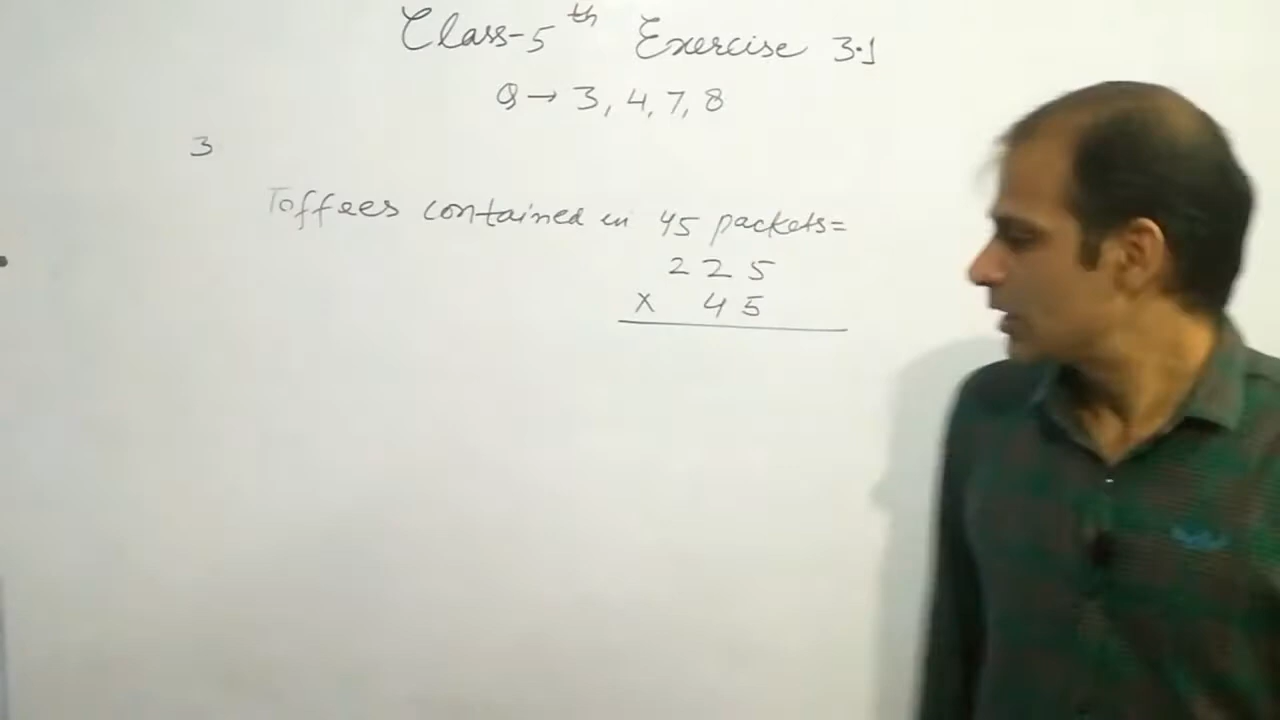 Class-5th Exercise 3.1
Q → 3, 4, 7, 8
3
Toffees contained in 45 packets=
225
x 45